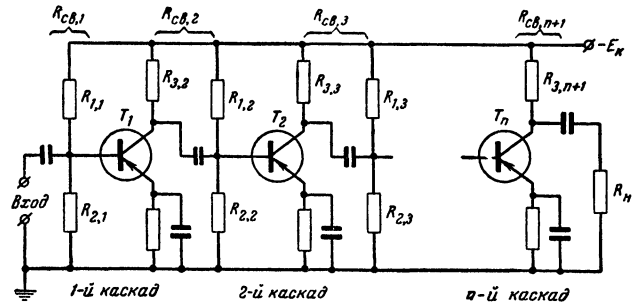 Rсв,1 Rсв,2 Rсв,3 Rсв,n+1
-Eк
R1,1 R3,2 R1,2 R3,3 R1,3 R3,n+1
T1 T2 Tn
Rн
Вход
R2,1 R2,2 R2,3
1-й каскад 2-й каскад n-й каскад